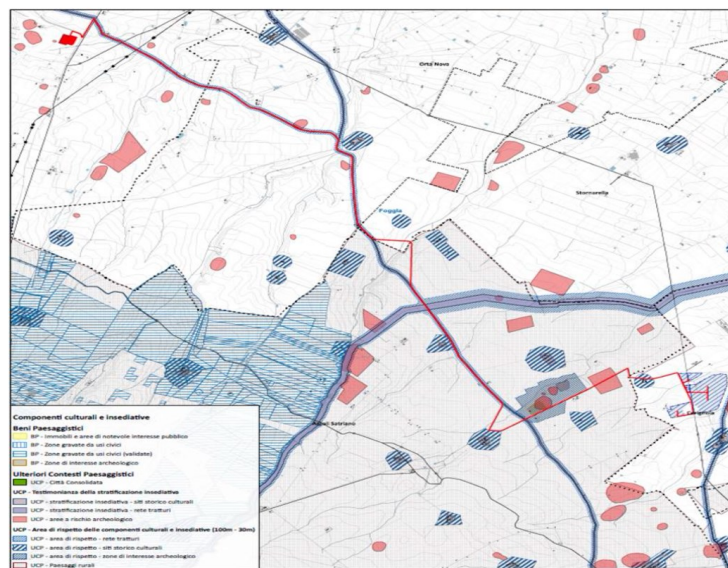 Orta Nova
Stornarella
Foggia
Ascoli Satriano
Cerignola
Componenti culturali e insediative
Beni Paesaggistici
BP - Immobili e area di notevole interesse pubblico
BP - Zone gravate da usi civici
BP - Zone gravate da usi civici (validate)
BP - Zone di interesse archeologico
Ulteriori Contesti Paesaggistici
UCP - Città Consolidata
UCP - Testimonianza della stratificazione insediativa
UCP - stratificazione insediativa - siti storico culturali
UCP - stratificazione insediativa - rete tratturi
UCP - aree a rischio archeologico
UCP - Area di rispetto delle componenti culturali e insediative (100m - 30m)
UCP - area di rispetto - rete tratturi
UCP - area di rispetto - siti storico culturali
UCP - area di rispetto - zone di interesse archeologico
UCP - Paesaggi rurali